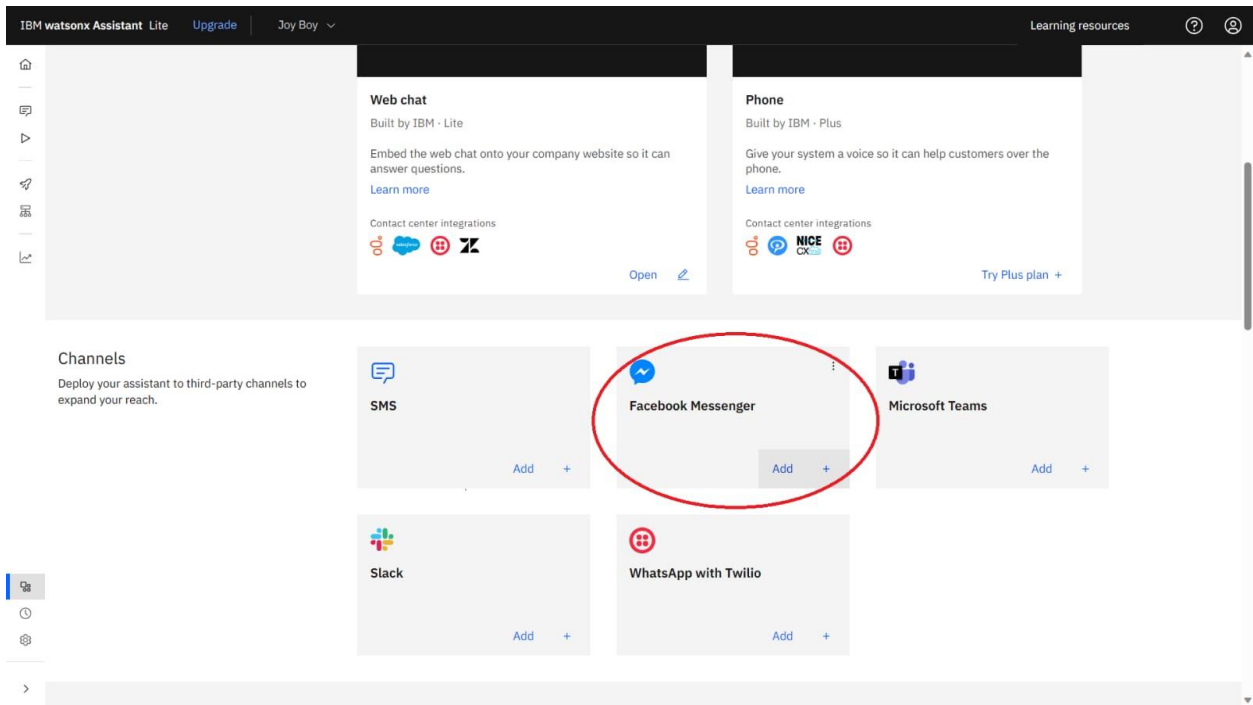 IBM watsonx Assistant Lite Upgrade Joy Boy Learning resources
Web chat
Built by IBM · Lite
Embed the web chat onto your company website so it can
answer questions.
Learn more
Contact center integrations
salesforce
Open
Phone
Built by IBM · Plus
Give your system a voice so it can help customers over the
phone.
Learn more
Contact center integrations
NICE
CXone
Try Plus plan +
Channels
Deploy your assistant to third-party channels to
expand your reach.
SMS
Add +
Facebook Messenger
Add +
Microsoft Teams
Add +
Slack
Add +
WhatsApp with Twilio
Add +